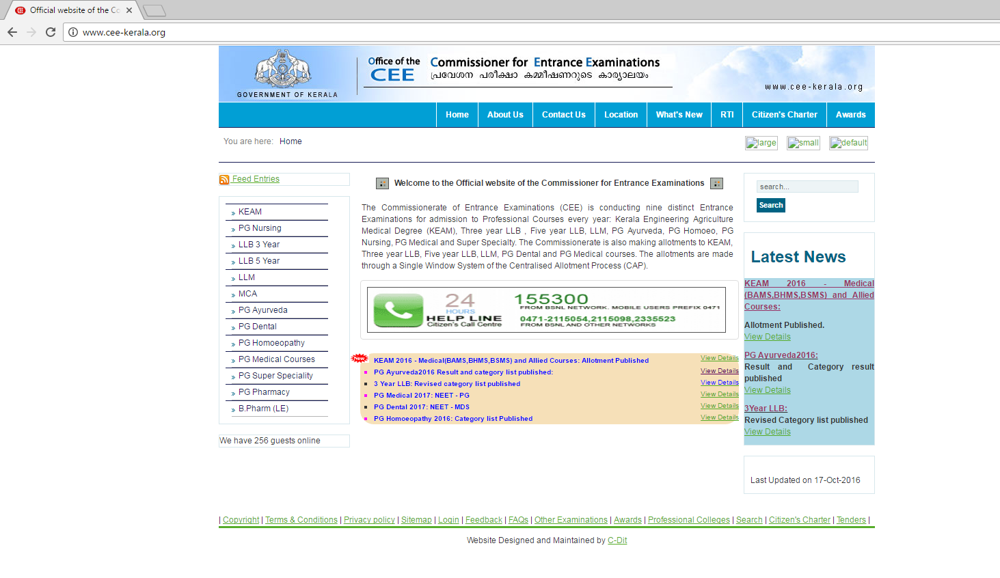 Official website of the Co
www.cee-kerala.org
GOVERNMENT OF KERALA
Office of the
CEE
Commissioner for Entrance Examinations
പ്രവേശന പരീക്ഷാ കമ്മീഷണറുടെ കാര്യാലയം
www.cee-kerala.org
Home About Us Contact Us Location What's New RTI Citizen's Charter Awards
You are here: Home
large small default
Feed Entries
KEAM
PG Nursing
LLB 3 Year
LLB 5 Year
LLM
MCA
PG Ayurveda
PG Dental
PG Homoeopathy
PG Medical Courses
PG Super Speciality
PG Pharmacy
B.Pharm (LE)
We have 256 guests online
Welcome to the Official website of the Commissioner for Entrance Examinations
The Commissionerate of Entrance Examinations (CEE) is conducting nine distinct Entrance
Examinations for admission to Professional Courses every year: Kerala Engineering Agriculture
Medical Degree (KEAM), Three year LLB , Five year LLB, LLM, PG Ayurveda, PG Homoeo, PG
Nursing, PG Medical and Super Specialty. The Commissionerate is also making allotments to KEAM,
Three year LLB, Five year LLB, LLM, PG Dental and PG Medical courses. The allotments are made
through a Single Window System of the Centralised Allotment Process (CAP).
24
HOURS
HELP LINE
Citizen's Call Centre
155300
FROM BSNL NETWORK. MOBILE USERS PREFIX 0471
0471-2115054,2115098,2335523
FROM BSNL AND OTHER NETWORKS
New
KEAM 2016 - Medical(BAMS,BHMS,BSMS) and Allied Courses: Allotment Published View Details
PG Ayurveda2016 Result and category list published: View Details
3 Year LLB: Revised category list published View Details
PG Medical 2017: NEET - PG View Details
PG Dental 2017: NEET - MDS View Details
PG Homoeopathy 2016: Category list Published View Details
search...
Search
Latest News
KEAM 2016 - Medical
(BAMS,BHMS,BSMS) and Allied
Courses:
Allotment Published.
View Details
PG Ayurveda2016:
Result and Category result
published
View Details
3Year LLB:
Revised Category list published
View Details
Last Updated on 17-Oct-2016
| Copyright | Terms & Conditions | Privacy policy | Sitemap | Login | Feedback | FAQs | Other Examinations | Awards | Professional Colleges | Search | Citizen's Charter | Tenders |
Website Designed and Maintained by C-Dit